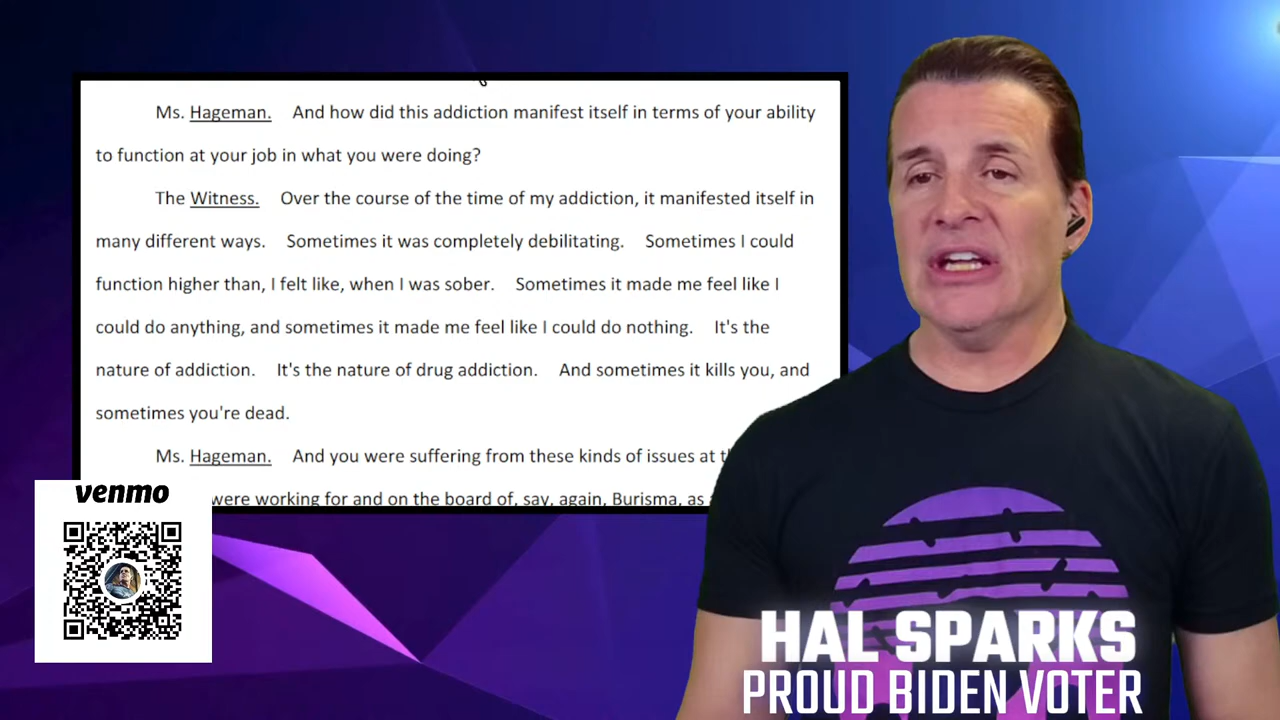 Ms. Hageman. And how did this addiction manifest itself in terms of your ability
to function at your job in what you were doing?
The Witness. Over the course of the time of my addiction, it manifested itself in
many different ways. Sometimes it was completely debilitating. Sometimes I could
function higher than, I felt like, when I was sober. Sometimes it made me feel like I
could do anything, and sometimes it made me feel like I could do nothing. It's the
nature of addiction. It's the nature of drug addiction. And sometimes it kills you, and
sometimes you're dead.
Ms. Hageman. And you were suffering from these kinds of issues at
were working for and on the board of, say, again, Burisma, as
venmo
HAL SPARKS
PROUD BIDEN VOTER